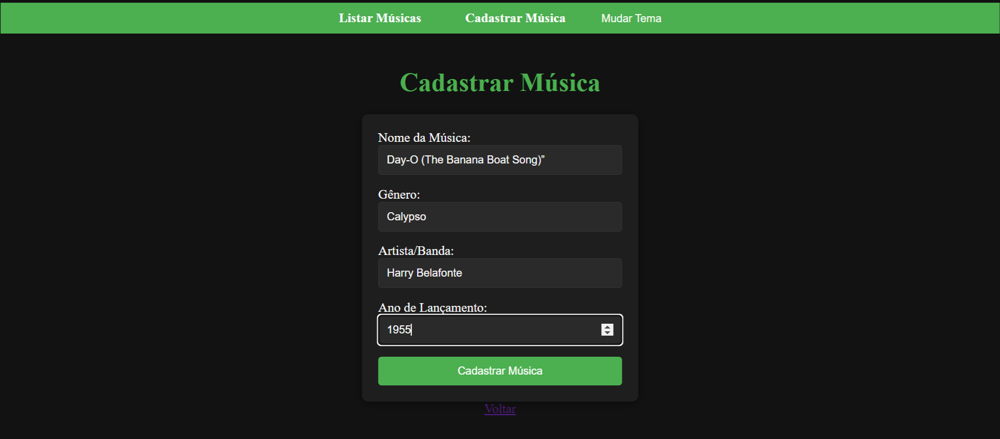 Listar Músicas Cadastrar Música Mudar Tema
Cadastrar Música
Nome da Música:
Day-O (The Banana Boat Song)”
Gênero:
Calypso
Artista/Banda:
Harry Belafonte
Ano de Lançamento:
1955
Cadastrar Música
Voltar